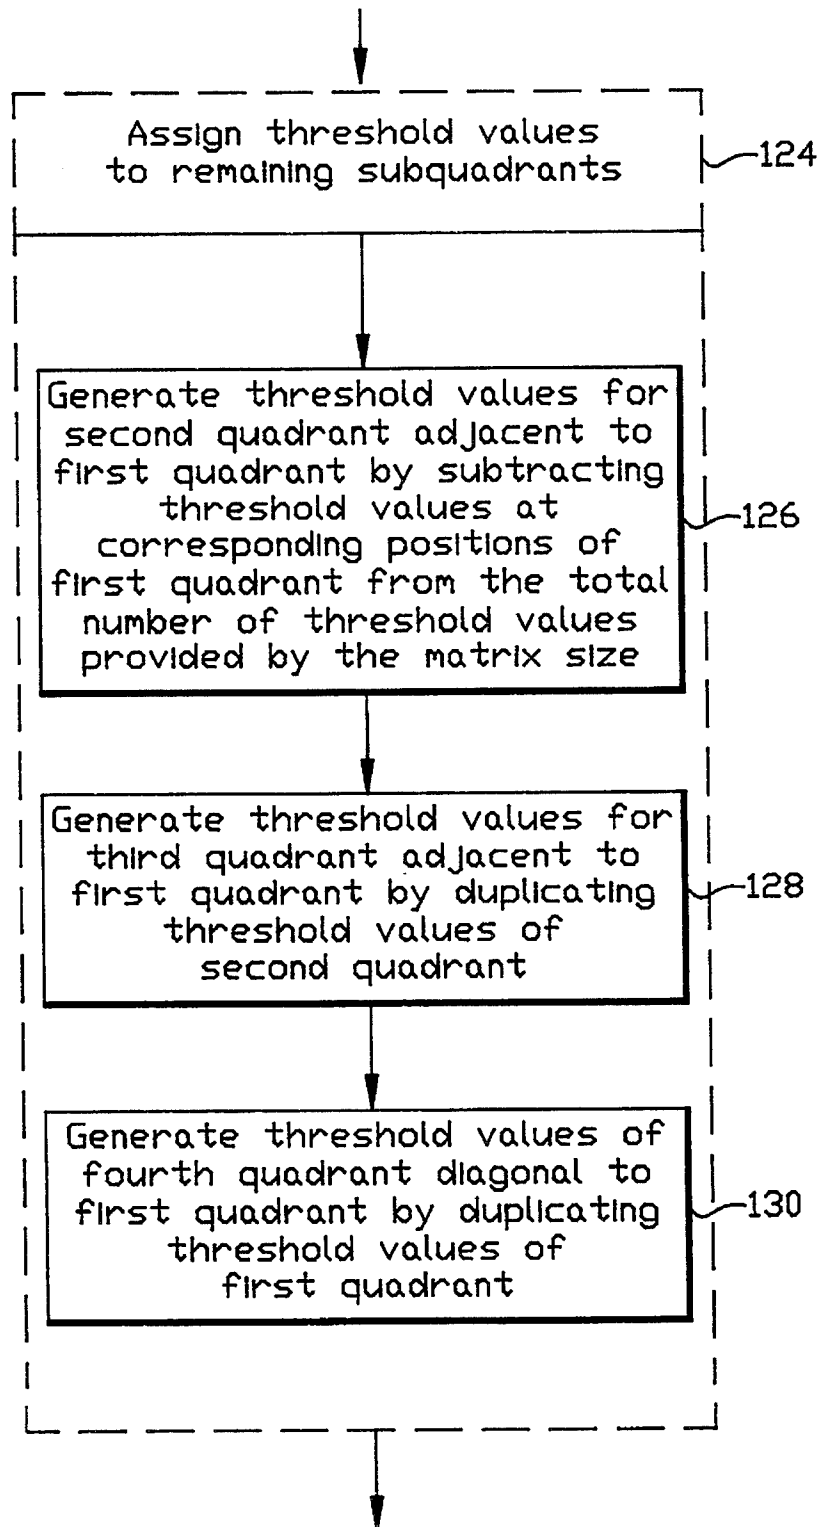 Assign threshold values
to remaining subquadrants
124
Generate threshold values for
second quadrant adjacent to
first quadrant by subtracting
threshold values at
corresponding positions of
first quadrant from the total
number of threshold values
provided by the matrix size
126
Generate threshold values for
third quadrant adjacent to
first quadrant by duplicating
threshold values of
second quadrant
128
Generate threshold values of
fourth quadrant diagonal to
first quadrant by duplicating
threshold values of
first quadrant
130